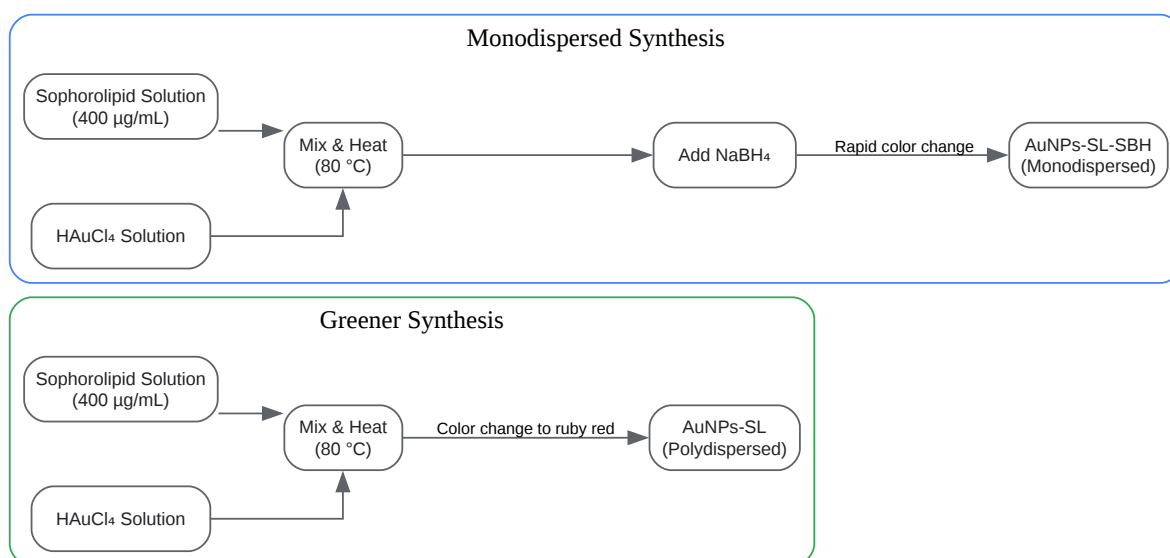 Monodispersed Synthesis
Sophorolipid Solution
(400 µg/mL)
Mix & Heat
(80 °C)
Add NaBH₄
Rapid color change
AuNPs-SL-SBH
(Monodispersed)
HAuCl₄ Solution
Greener Synthesis
Sophorolipid Solution
(400 µg/mL)
Mix & Heat
(80 °C)
Color change to ruby red
AuNPs-SL
(Polydispersed)
HAuCl₄ Solution